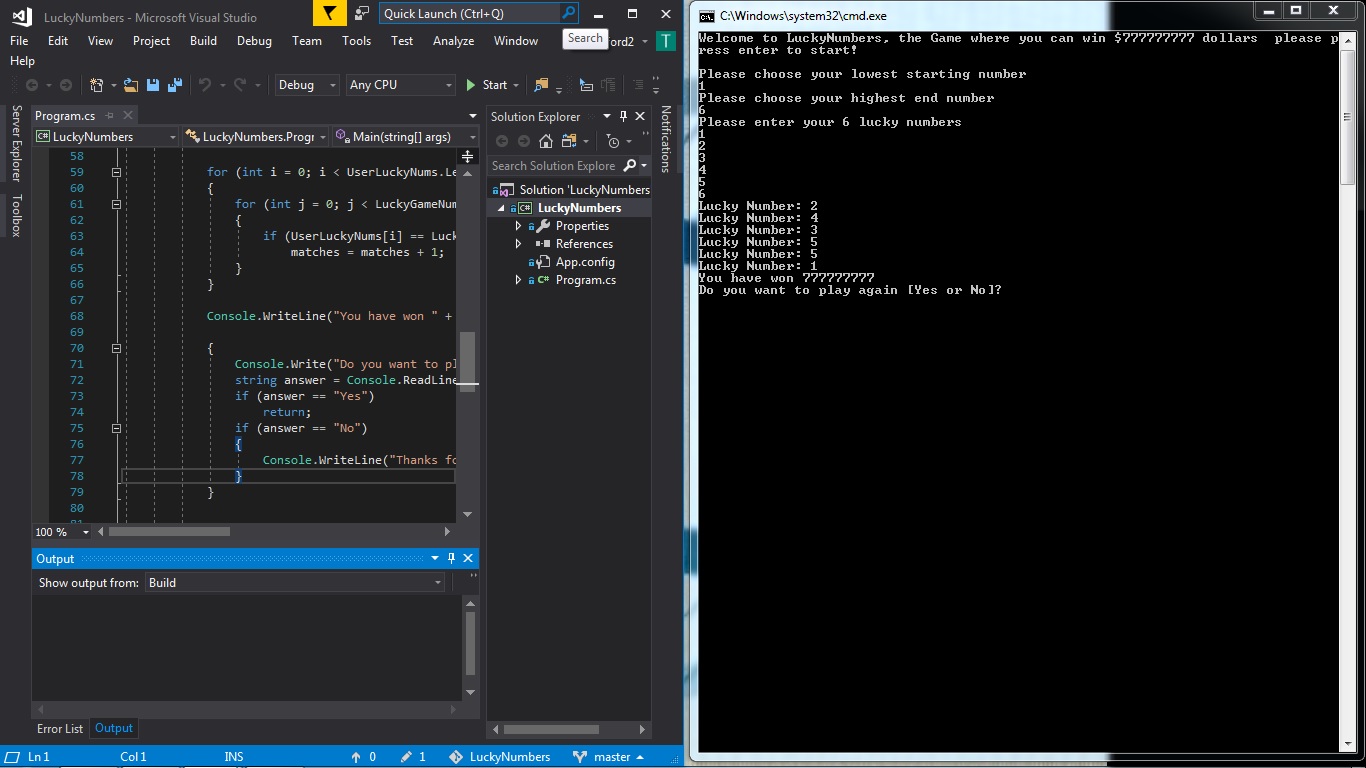 LuckyNumbers - Microsoft Visual Studio
Quick Launch (Ctrl+Q)
File Edit View Project Build Debug Team Tools Test Analyze Window
Search
ord2 T
Help
Debug Any CPU Start
Server Explorer
Toolbox
Program.cs
LuckyNumbers LuckyNumbers.Progr Main(string[] args)
58
59 for (int i = 0; i < UserLuckyNums.Le
60 {
61 for (int j = 0; j < LuckyGameNum
62 {
63 if (UserLuckyNums[i] == Luck
64 matches = matches + 1;
65 }
66 }
67
68 Console.WriteLine("You have won " +
69
70 {
71 Console.Write("Do you want to pl
72 string answer = Console.ReadLine
73 if (answer == "Yes")
74 return;
75 if (answer == "No")
76 {
77 Console.WriteLine("Thanks fo
78 }
79 }
80
81
100 %
Output
Show output from: Build
Error List Output
Solution Explorer
Search Solution Explore
Solution 'LuckyNumbers
C# LuckyNumbers
Properties
References
App.config
C# Program.cs
Notifications
Ln 1 Col 1 INS 0 1 LuckyNumbers master
C:\Windows\system32\cmd.exe
Welcome to LuckyNumbers, the Game where you can win $777777777 dollars  please p
ress enter to start!
Please choose your lowest starting number
1
Please choose your highest end number
6
Please enter your 6 lucky numbers
1
2
3
4
5
6
Lucky Number: 2
Lucky Number: 4
Lucky Number: 3
Lucky Number: 5
Lucky Number: 5
Lucky Number: 1
You have won 777777777
Do you want to play again [Yes or No]?